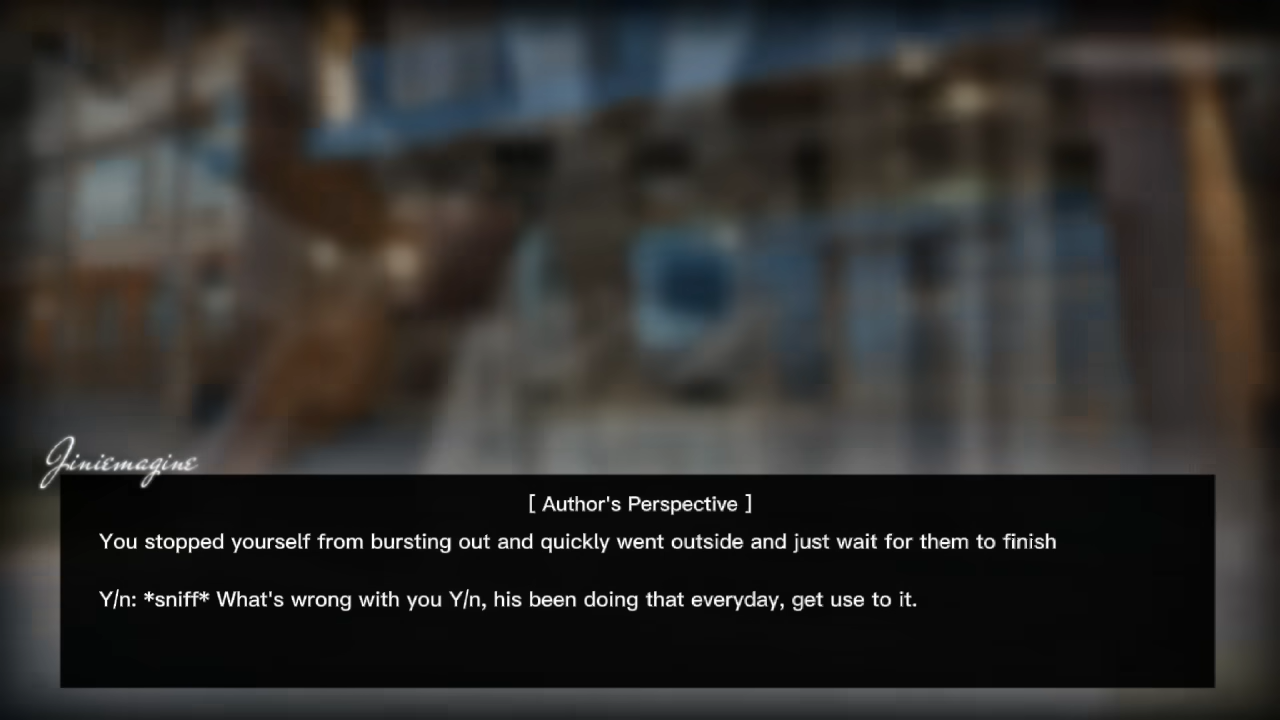 Jiniemagine
[ Author's Perspective ]
You stopped yourself from bursting out and quickly went outside and just wait for them to finish
Y/n: *sniff* What's wrong with you Y/n, his been doing that everyday, get use to it.